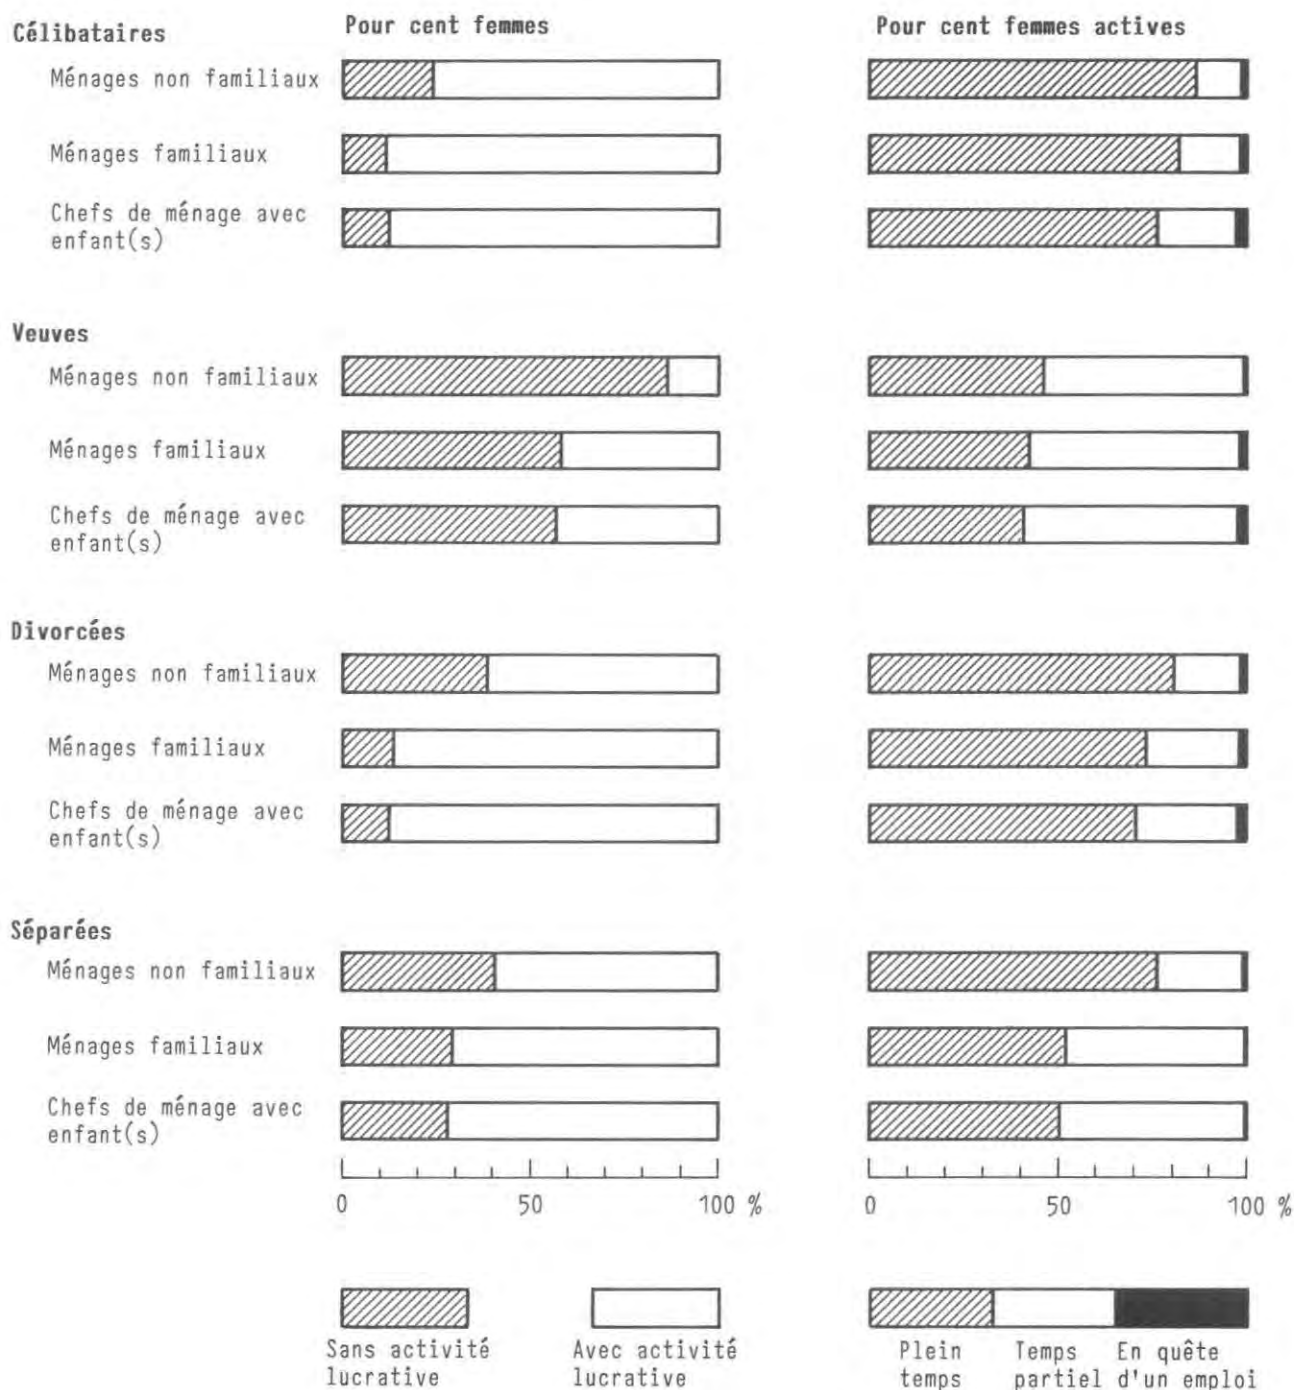 Pour cent femmes
Pour cent femmes actives
Célibataires
Ménages non familiaux
Ménages familiaux
Chefs de ménage avec
enfant(s)
Veuves
Ménages non familiaux
Ménages familiaux
Chefs de ménage avec
enfant(s)
Divorcées
Ménages non familiaux
Ménages familiaux
Chefs de ménage avec
enfant(s)
Séparées
Ménages non familiaux
Ménages familiaux
Chefs de ménage avec
enfant(s)
0 50 100 %
0 50 100 %
Sans activité
lucrative
Avec activité
lucrative
Plein
temps
Temps
partiel
En quête
d'un emploi